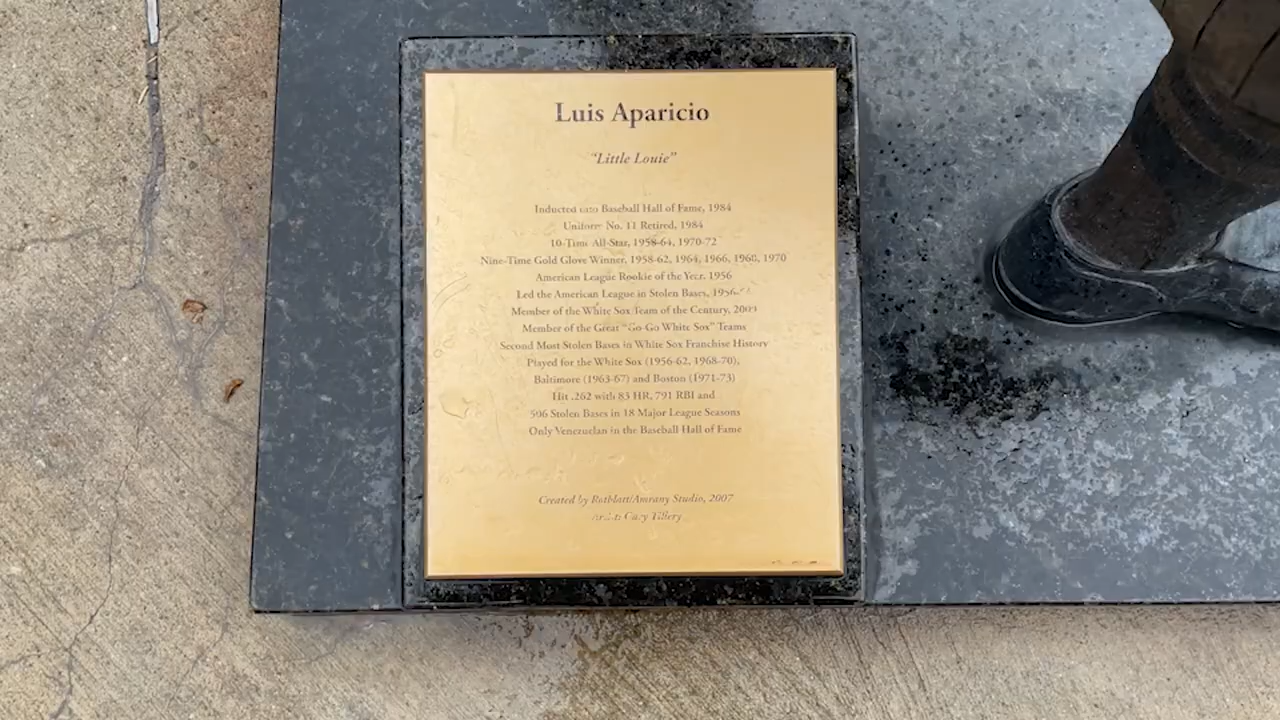 Luis Aparicio
"Little Louie"
Inducted into Baseball Hall of Fame, 1984
Uniform No. 11 Retired, 1984
10-Time All-Star, 1958-64, 1970-72
Nine-Time Gold Glove Winner, 1958-62, 1964, 1966, 1968, 1970
American League Rookie of the Year, 1956
Led the American League in Stolen Bases,
Member of the White Sox Team of the Century,
Member of the Great "Go-Go White Sox" Teams
Second Most Stolen Bases in White Sox Franchise History
Played for the White Sox (1956-62, 1968-70),
Baltimore (1963-67) and Boston (1971-73)
Hit .262 with 83 HR, 791 RBI and
506 Stolen Bases in 18 Major League Seasons
Only Venezuelan in the Baseball Hall of Fame
Created by Rotblatt/Amrany Studio, 2007